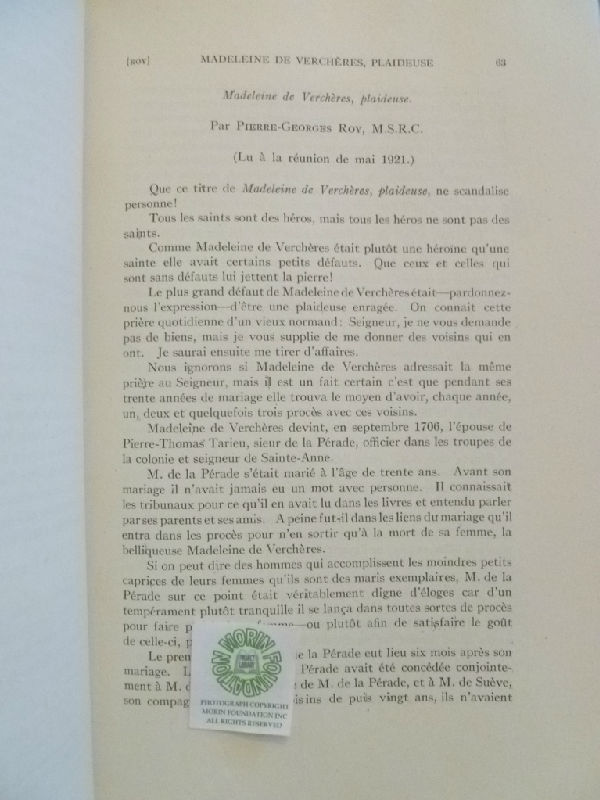 [ROY] MADELEINE DE VERCHÈRES, PLAIDEUSE 63
Madeleine de Verchères, plaideuse.
Par PIERRE-GEORGES ROY, M.S.R.C.
(Lu à la réunion de mai 1921.)
Que ce titre de Madeleine de Verchères, plaideuse, ne scandalise
personne!
Tous les saints sont des héros, mais tous les héros ne sont pas des
saints.
Comme Madeleine de Verchères était plutôt une héroïne qu'une
sainte elle avait certains petits défauts. Que ceux et celles qui
sont sans défauts lui jettent la pierre!
Le plus grand défaut de Madeleine de Verchères était—pardonnez-
nous l'expression—d'être une plaideuse enragée. On connait cette
prière quotidienne d'un vieux normand: Seigneur, je ne vous demande
pas de biens, mais je vous supplie de me donner des voisins qui en
ont. Je saurai ensuite me tirer d'affaires.
Nous ignorons si Madeleine de Verchères adressait la même
prière au Seigneur, mais il est un fait certain c'est que pendant ses
trente années de mariage elle trouva le moyen d'avoir, chaque année,
un, deux et quelquefois trois procès avec ces voisins.
Madeleine de Verchères devint, en septembre 1706, l'épouse de
Pierre-Thomas Tarieu, sieur de la Pérade, officier dans les troupes de
la colonie et seigneur de Sainte-Anne.
M. de la Pérade s'était marié à l'âge de trente ans. Avant son
mariage il n'avait jamais eu un mot avec personne. Il connaissait
les tribunaux pour ce qu'il en avait lu dans les livres et entendu parler
par ses parents et ses amis. A peine fut-il dans les liens du mariage qu'il
entra dans les procès pour n'en sortir qu'à la mort de sa femme, la
belliqueuse Madeleine de Verchères.
Si on peut dire des hommes qui accomplissent les moindres petits
caprices de leurs femmes qu'ils sont des maris exemplaires, M. de la
Pérade sur ce point était véritablement digne d'éloges car d'un
tempérament plutôt tranquille il se lança dans toutes sortes de procès
pour faire p femme—ou plutôt afin de satisfaire le goût
de celle-ci, p
Le pren e la Pérade eut lieu six mois après son
mariage. L Pérade avait été concédée conjointe-
ment à M. d de M. de la Pérade, et à M. de Suève,
son compag isins de puis vingt ans, ils n'avaient
MORIN FOUNDATION
PROJECT
LIBRARY
PHOTOGRAPH COPYRIGHT
MORIN FOUNDATION INC
ALL RIGHTS RESERVED